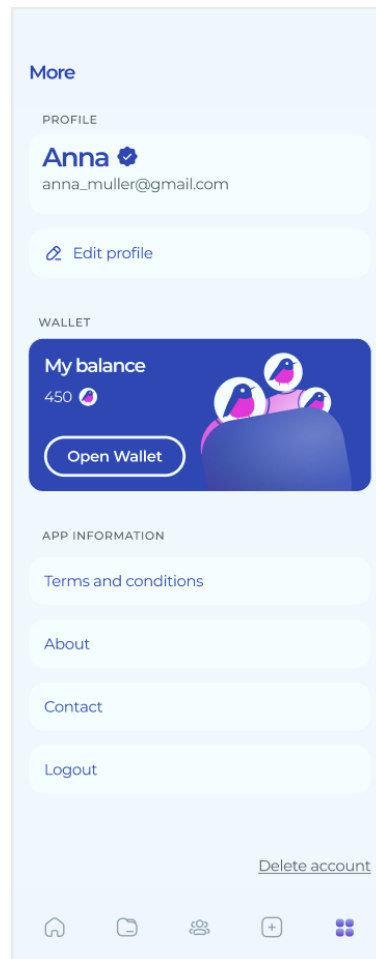 More
PROFILE
Anna
anna_muller@gmail.com
Edit profile
WALLET
My balance
450
Open Wallet
APP INFORMATION
Terms and conditions
About
Contact
Logout
Delete account